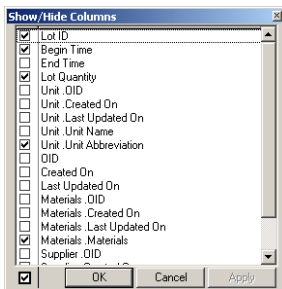 Show/Hide Columns
Lot ID
Begin Time
End Time
Lot Quantity
Unit .OID
Unit .Created On
Unit .Last Updated On
Unit .Unit Name
Unit .Unit Abbreviation
OID
Created On
Last Updated On
Materials .OID
Materials .Created On
Materials .Last Updated On
Materials .Materials
Supplier .OID
OK Cancel Apply